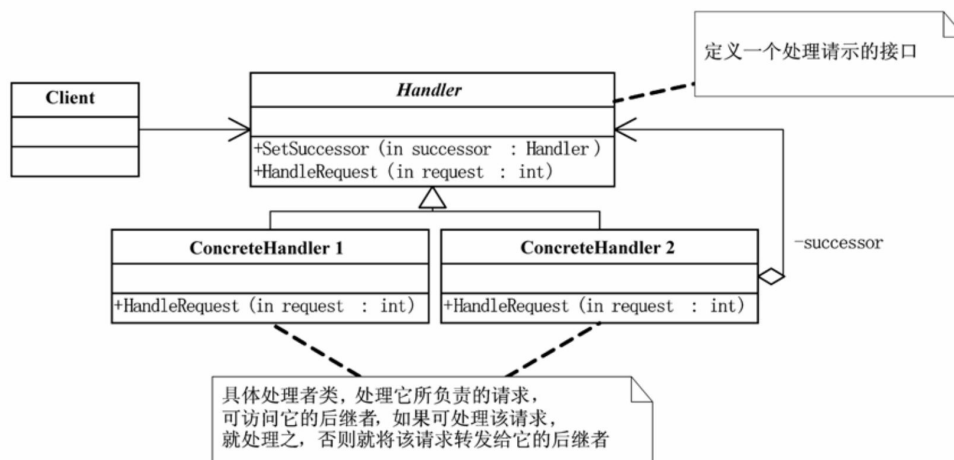 定义一个处理请示的接口
Client
Handler
+SetSuccessor(in successor : Handler)
+HandleRequest(in request : int)
ConcreteHandler 1
+HandleRequest(in request : int)
ConcreteHandler 2
+HandleRequest(in request : int)
-successor
具体处理者类，处理它所负责的请求，
可访问它的后继者，如果可处理该请求，
就处理之，否则就将该请求转发给它的后继者